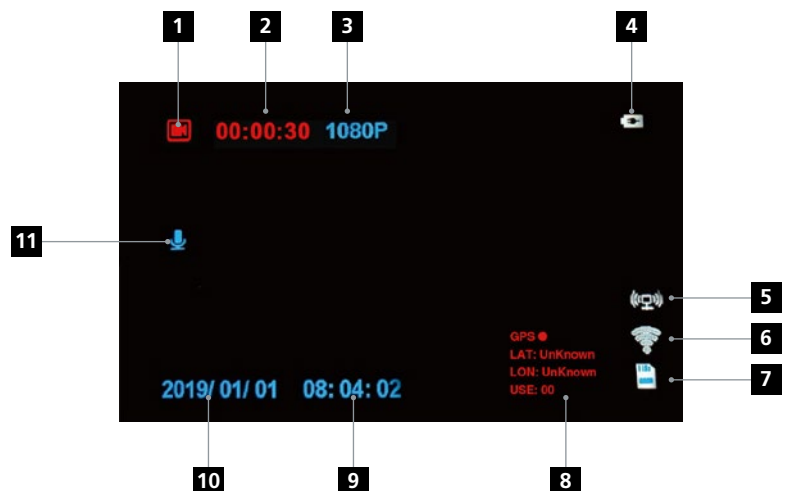 1 2 3 4
00:00:30 1080P
11
5
GPS
LAT: UnKnown
6
LON: UnKnown
7
USE: 00
2019/ 01/ 01 08: 04: 02
10 9 8